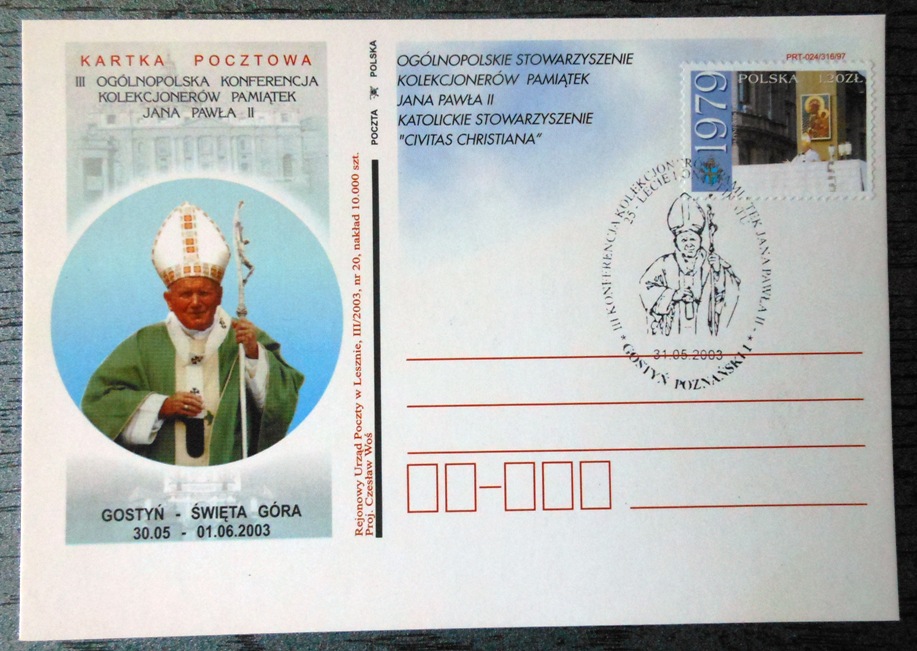 KARTKA POCZTOWA
III OGÓLNOPOLSKA KONFERENCJA
KOLEKCJONERÓW PAMIĄTEK
JANA PAWŁA II
GOSTYŃ - ŚWIĘTA GÓRA
30.05 - 01.06.2003
Rejonowy Urząd Poczty w Lesznie, III/2003, nr 20, nakład 10.000 szt.
Proj. Czesław Woś
POCZTA POLSKA
OGÓLNOPOLSKIE STOWARZYSZENIE
KOLEKCJONERÓW PAMIĄTEK
JANA PAWŁA II
KATOLICKIE STOWARZYSZENIE
"CIVITAS CHRISTIANA"
PRT-024/316/97
1979
POLSKA 1.20ZŁ
III KONFERENCJA KOLEKCJONERÓW PAMIĄTEK JANA PAWŁA II
25-LECIE PONTYFIKATU
31.05.2003
* GOSTYŃ POZNAŃSKI 1 *